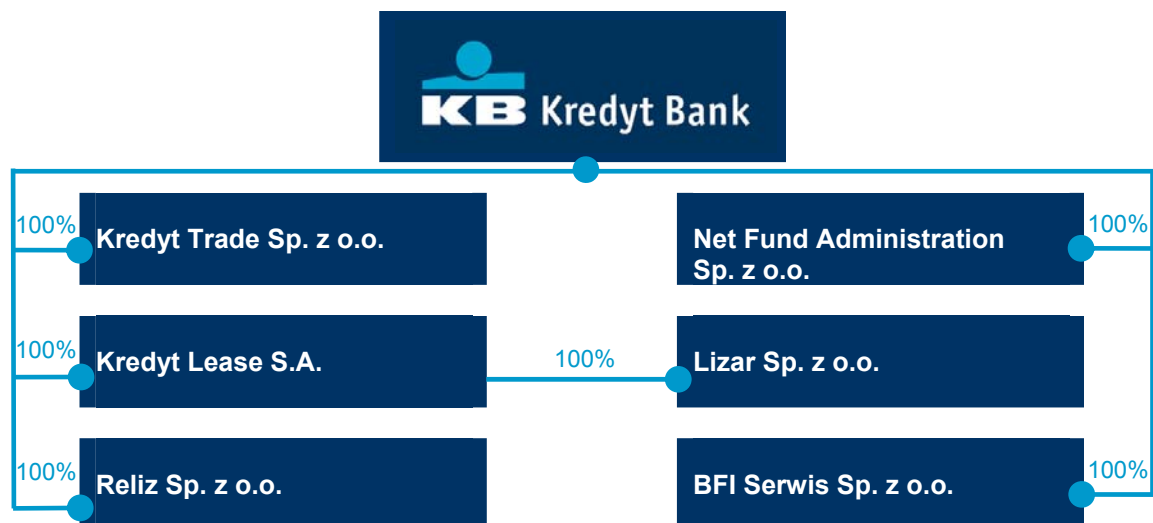 KB Kredyt Bank
100%
Kredyt Trade Sp. z o.o.
Net Fund Administration
Sp. z o.o.
100%
100%
Kredyt Lease S.A.
100%
Lizar Sp. z o.o.
100%
Reliz Sp. z o.o.
BFI Serwis Sp. z o.o.
100%